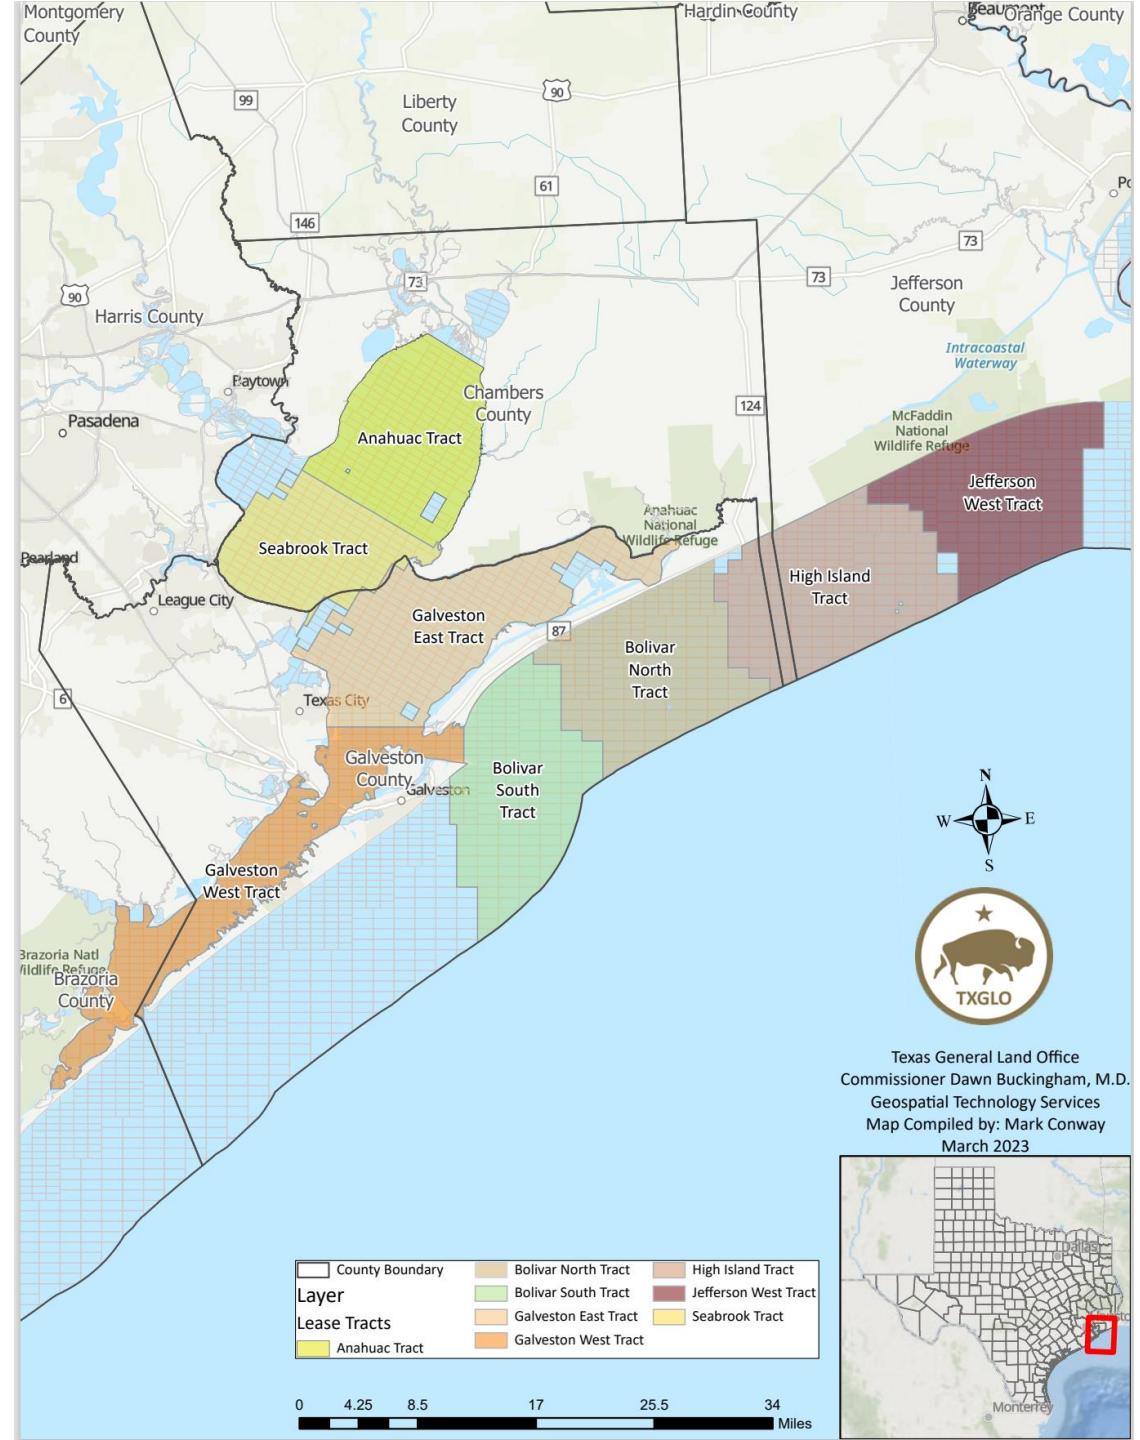 Montgomery
County
Hardin County
Beaumont
Orange County
99
Liberty
County
90
61
146
73
73
73
Jefferson
County
90
Harris County
Intracoastal
Waterway
Baytown
Chambers
County
124
McFaddin
National
Wildlife Refuge
Pasadena
Anahuac Tract
Jefferson
West Tract
Anahuac
National
Wildlife Refuge
Seabrook Tract
Pearland
High Island
Tract
League City
Galveston
East Tract
87
Bolivar
North
Tract
6
Texas City
Galveston
County
Galveston
Bolivar
South
Tract
N
W
E
S
Galveston
West Tract
Brazoria Natl
Wildlife Refuge
Brazoria
County
TXGLO
Texas General Land Office
Commissioner Dawn Buckingham, M.D.
Geospatial Technology Services
Map Compiled by: Mark Conway
March 2023
Dallas
Monterrey
County Boundary
Layer
Lease Tracts
Anahuac Tract
Bolivar North Tract
Bolivar South Tract
Galveston East Tract
Galveston West Tract
High Island Tract
Jefferson West Tract
Seabrook Tract
0 4.25 8.5 17 25.5 34
Miles